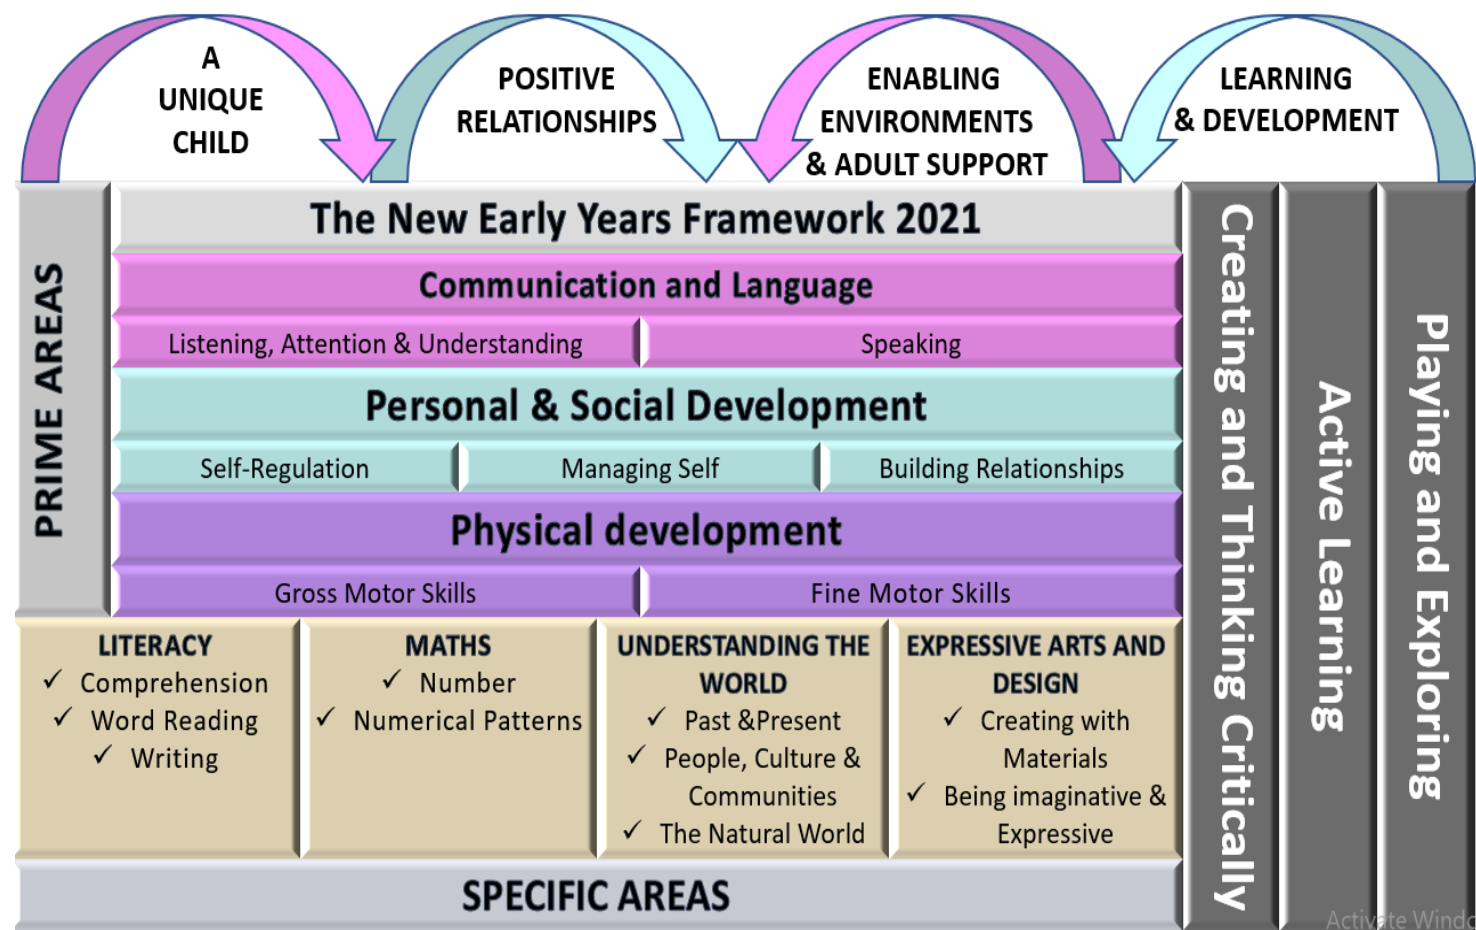 A
UNIQUE
CHILD
POSITIVE
RELATIONSHIPS
ENABLING
ENVIRONMENTS
& ADULT SUPPORT
LEARNING
& DEVELOPMENT
PRIME AREAS
The New Early Years Framework 2021
Communication and Language
Listening, Attention & Understanding
Speaking
Personal & Social Development
Self-Regulation
Managing Self
Building Relationships
Physical development
Gross Motor Skills
Fine Motor Skills
LITERACY
✓ Comprehension
✓ Word Reading
✓ Writing
MATHS
✓ Number
✓ Numerical Patterns
UNDERSTANDING THE
WORLD
✓ Past &Present
✓ People, Culture &
Communities
✓ The Natural World
EXPRESSIVE ARTS AND
DESIGN
✓ Creating with
Materials
✓ Being imaginative &
Expressive
SPECIFIC AREAS
Creating and Thinking Critically
Active Learning
Playing and Exploring
Activate Windo